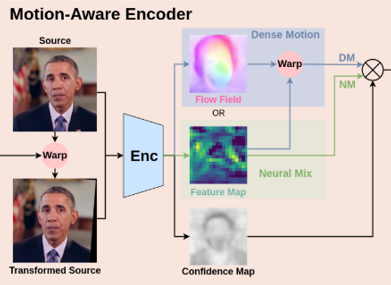 Motion-Aware Encoder
Source
Dense Motion
Warp
DM
NM
Flow Field
OR
Warp
Enc
Neural Mix
Feature Map
Transformed Source
Confidence Map